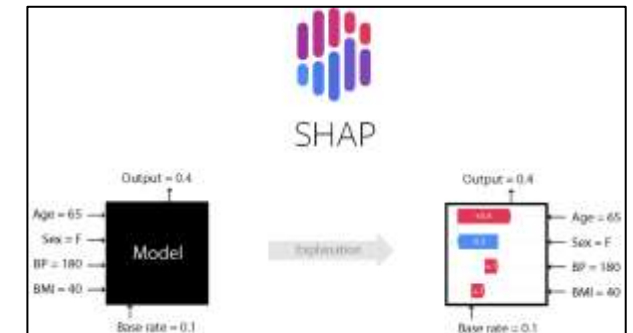 SHAP
Output = 0.4
Age = 65
Sex = F
BP = 180
BMI = 40
Model
Base rate = 0.1
Explanation
Output = 0.4
Age = 65
Sex = F
BP = 180
BMI = 40
Base rate = 0.1